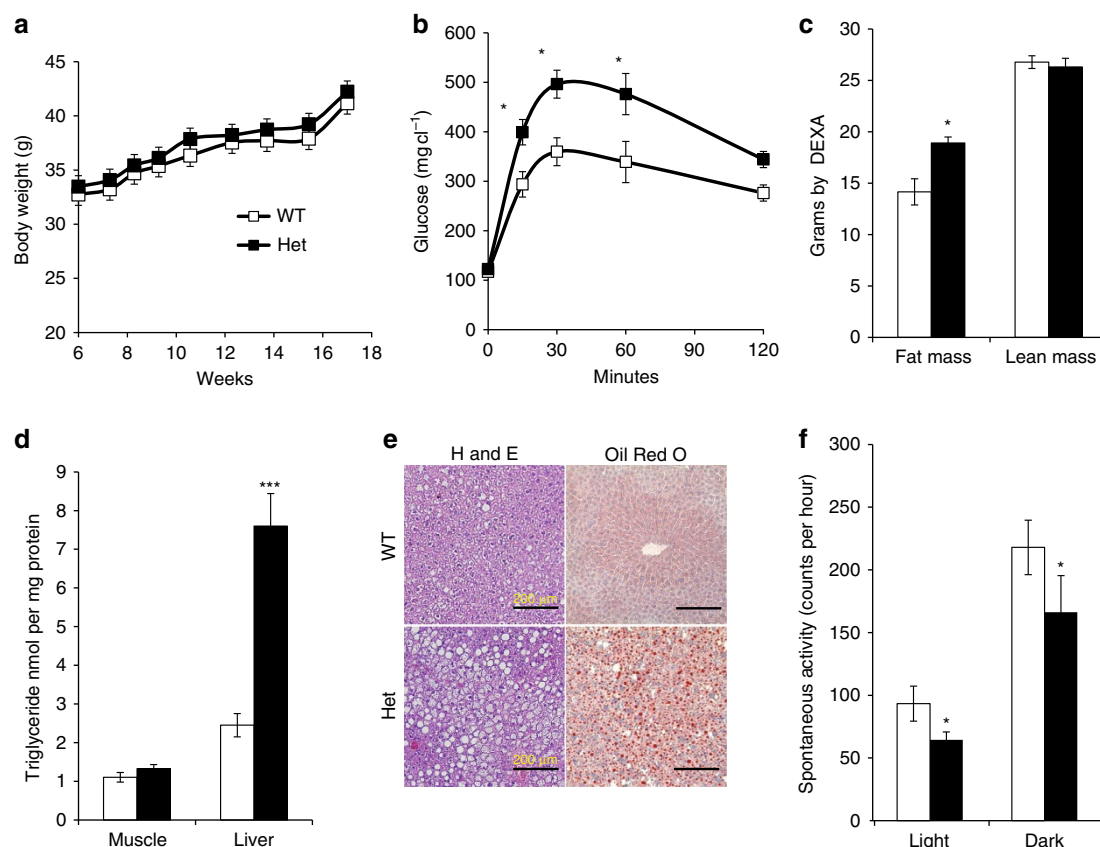 a
Body weight (g)
45
40
35
30
25
20
6 8 10 12 14 16 18
Weeks
WT
Het
b
Glucose (mg cl⁻¹)
600
500
400
300
200
100
0
0 30 60 90 120
Minutes
* * *
c
Grams by DEXA
30
25
20
15
10
5
0
*
Fat mass Lean mass
d
Triglyceride nmol per mg protein
9
8
7
6
5
4
3
2
1
0
***
Muscle Liver
e
H and E Oil Red O
WT
200 µm
Het
200 µm
f
Spontaneous activity (counts per hour)
300
250
200
150
100
50
0
* *
Light Dark